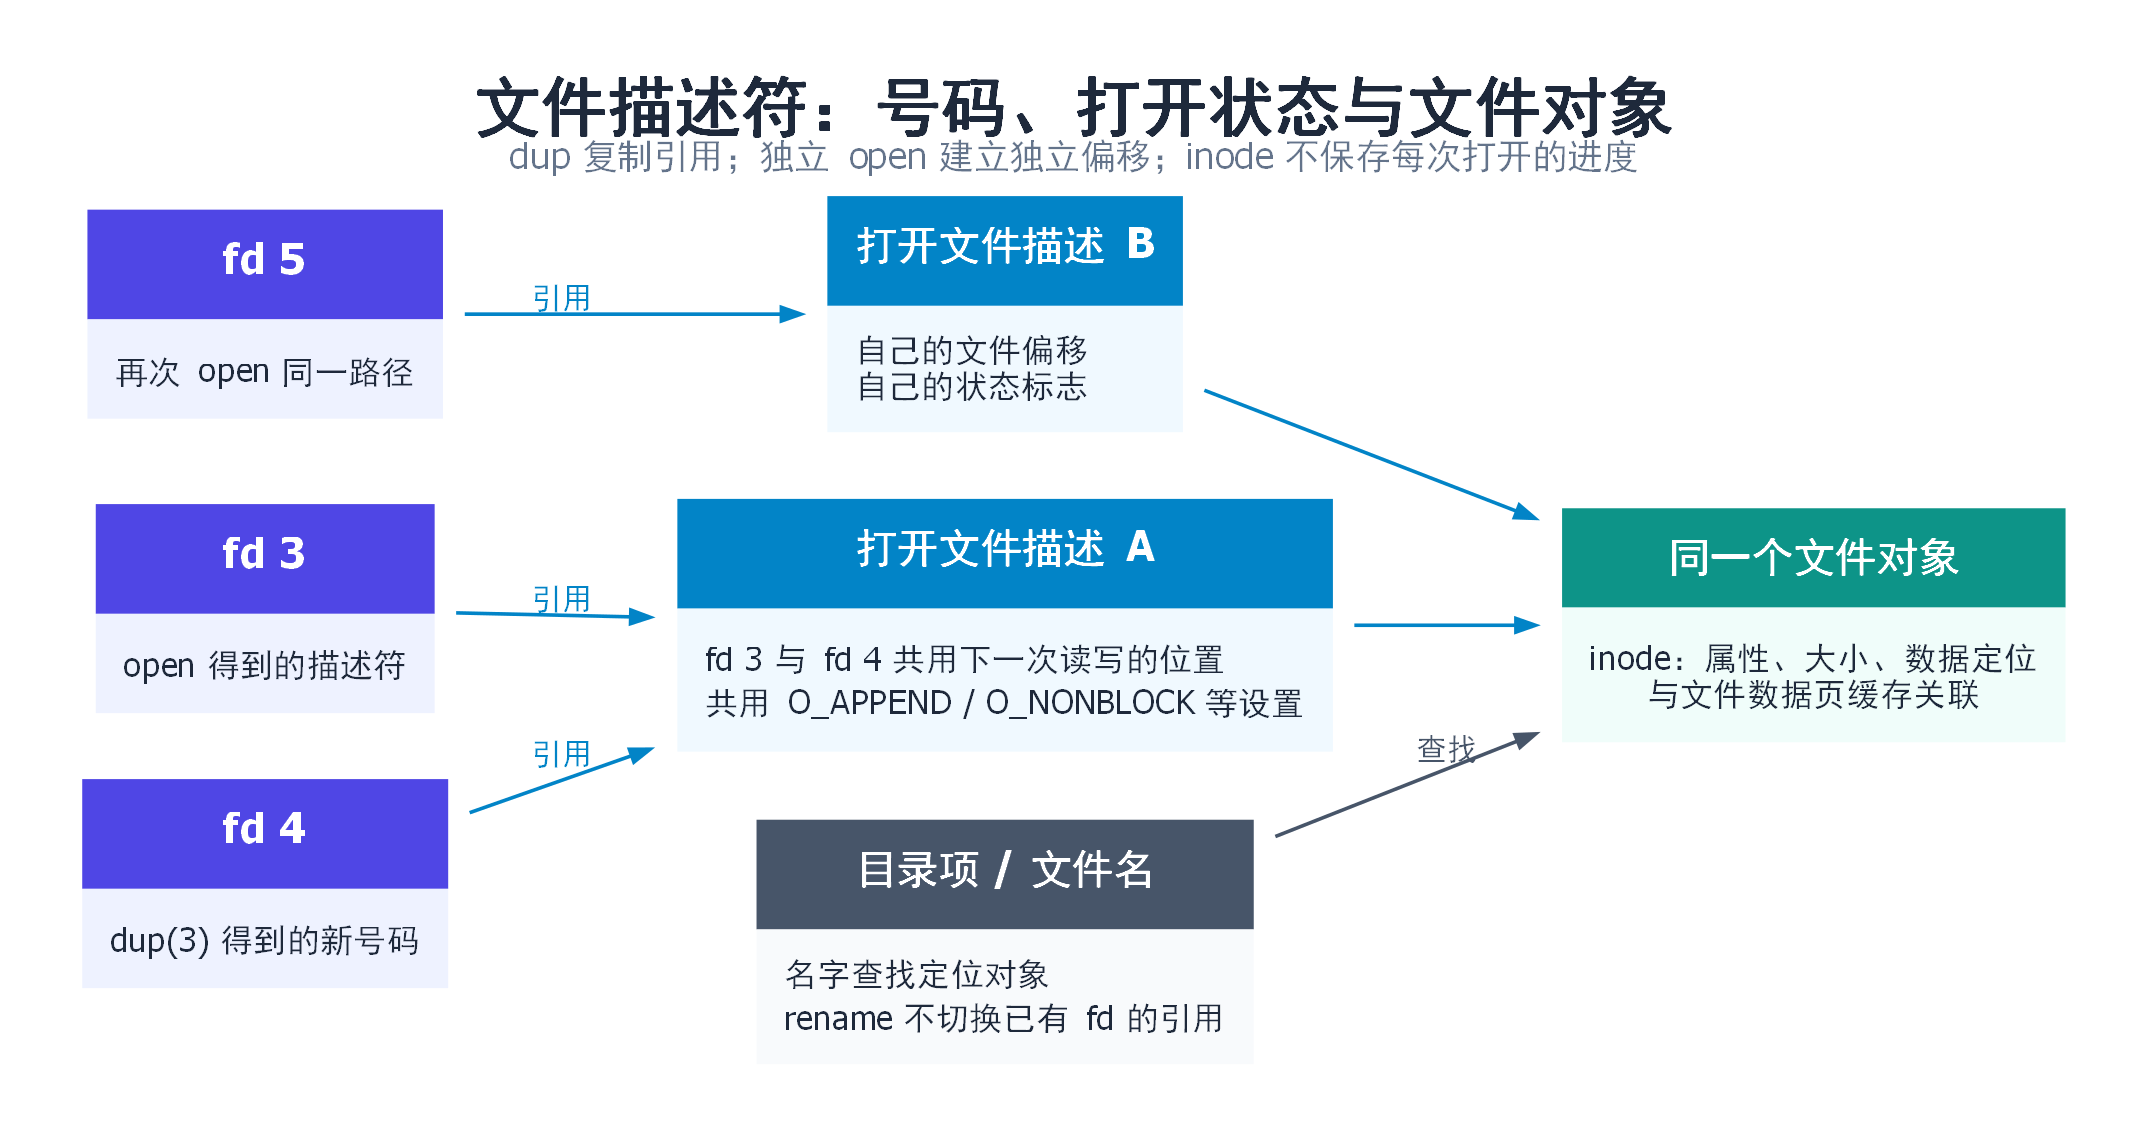 文件描述符：号码、打开状态与文件对象
dup 复制引用；独立 open 建立独立偏移；inode 不保存每次打开的进度
fd 5
再次 open 同一路径
引用
打开文件描述 B
自己的文件偏移
自己的状态标志
fd 3
open 得到的描述符
引用
打开文件描述 A
fd 3 与 fd 4 共用下一次读写的位置
共用 O_APPEND / O_NONBLOCK 等设置
同一个文件对象
inode：属性、大小、数据定位
与文件数据页缓存关联
fd 4
dup(3) 得到的新号码
引用
查找
目录项 / 文件名
名字查找定位对象
rename 不切换已有 fd 的引用